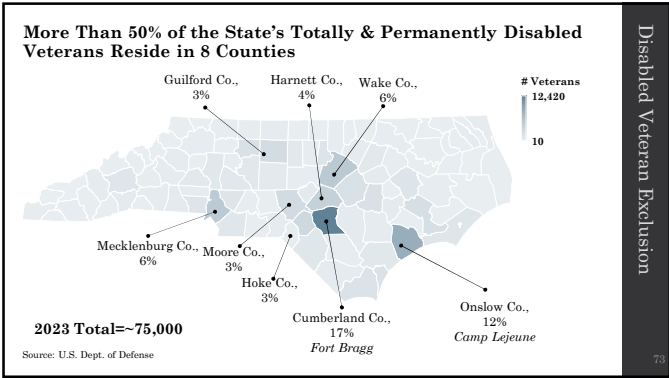 More Than 50% of the State's Totally & Permanently Disabled
Veterans Reside in 8 Counties
Guilford Co.,
3%
Harnett Co.,
4%
Wake Co.,
6%
# Veterans
12,420
10
Mecklenburg Co.,
6%
Moore Co.,
3%
Hoke Co.,
3%
Cumberland Co.,
17%
Fort Bragg
Onslow Co.,
12%
Camp Lejeune
2023 Total=~75,000
Source: U.S. Dept. of Defense
Disabled Veteran Exclusion
73